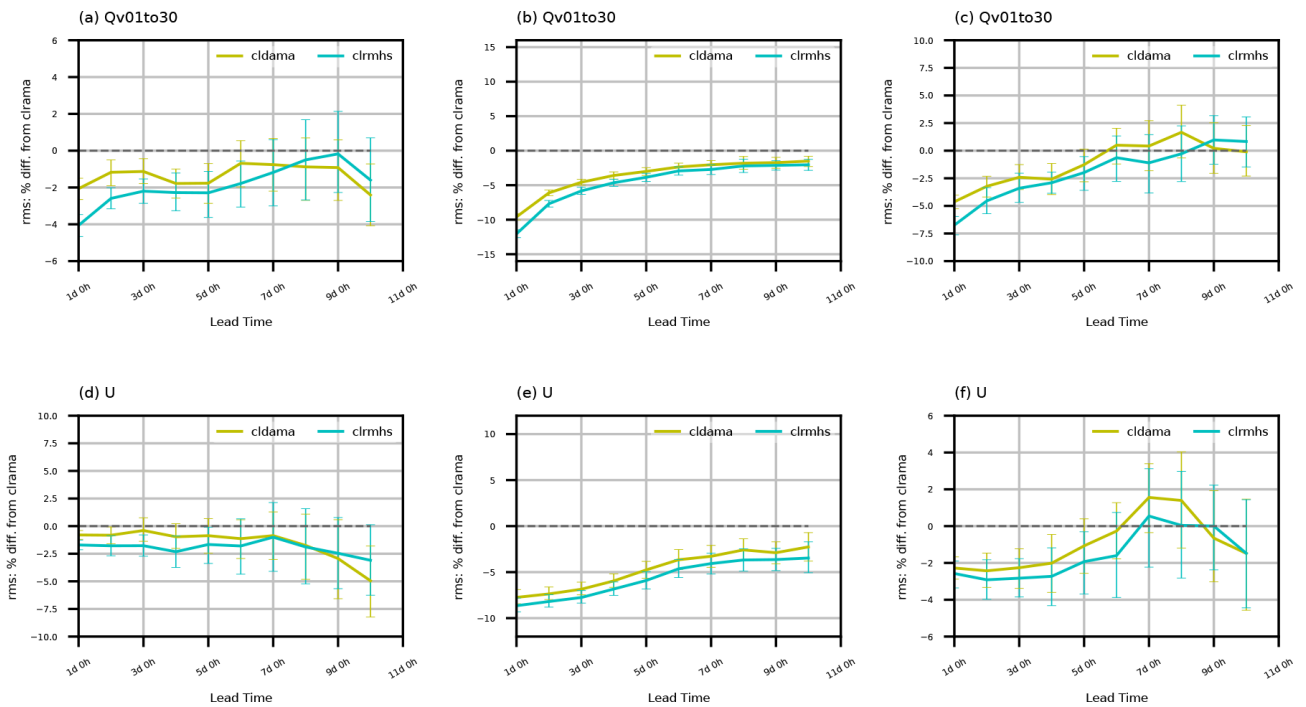 (a) Qv01to30
rms: % diff. from clrama
6
4
2
0
−2
−4
−6
cldama
clrmhs
1d 0h
3d 0h
5d 0h
7d 0h
9d 0h
11d 0h
Lead Time
(b) Qv01to30
rms: % diff. from clrama
15
10
5
0
−5
−10
−15
cldama
clrmhs
1d 0h
3d 0h
5d 0h
7d 0h
9d 0h
11d 0h
Lead Time
(c) Qv01to30
rms: % diff. from clrama
10.0
7.5
5.0
2.5
0.0
−2.5
−5.0
−7.5
−10.0
cldama
clrmhs
1d 0h
3d 0h
5d 0h
7d 0h
9d 0h
11d 0h
Lead Time
(d) U
rms: % diff. from clrama
10.0
7.5
5.0
2.5
0.0
−2.5
−5.0
−7.5
−10.0
cldama
clrmhs
1d 0h
3d 0h
5d 0h
7d 0h
9d 0h
11d 0h
Lead Time
(e) U
rms: % diff. from clrama
10
5
0
−5
−10
cldama
clrmhs
1d 0h
3d 0h
5d 0h
7d 0h
9d 0h
11d 0h
Lead Time
(f) U
rms: % diff. from clrama
6
4
2
0
−2
−4
−6
cldama
clrmhs
1d 0h
3d 0h
5d 0h
7d 0h
9d 0h
11d 0h
Lead Time